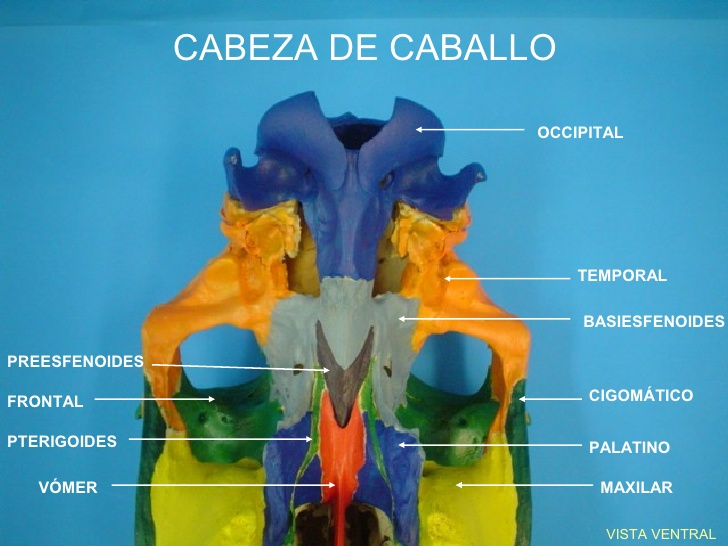 CABEZA DE CABALLO
OCCIPITAL
TEMPORAL
BASIESFENOIDES
PREESFENOIDES
CIGOMÁTICO
FRONTAL
PTERIGOIDES
PALATINO
VÓMER
MAXILAR
VISTA VENTRAL